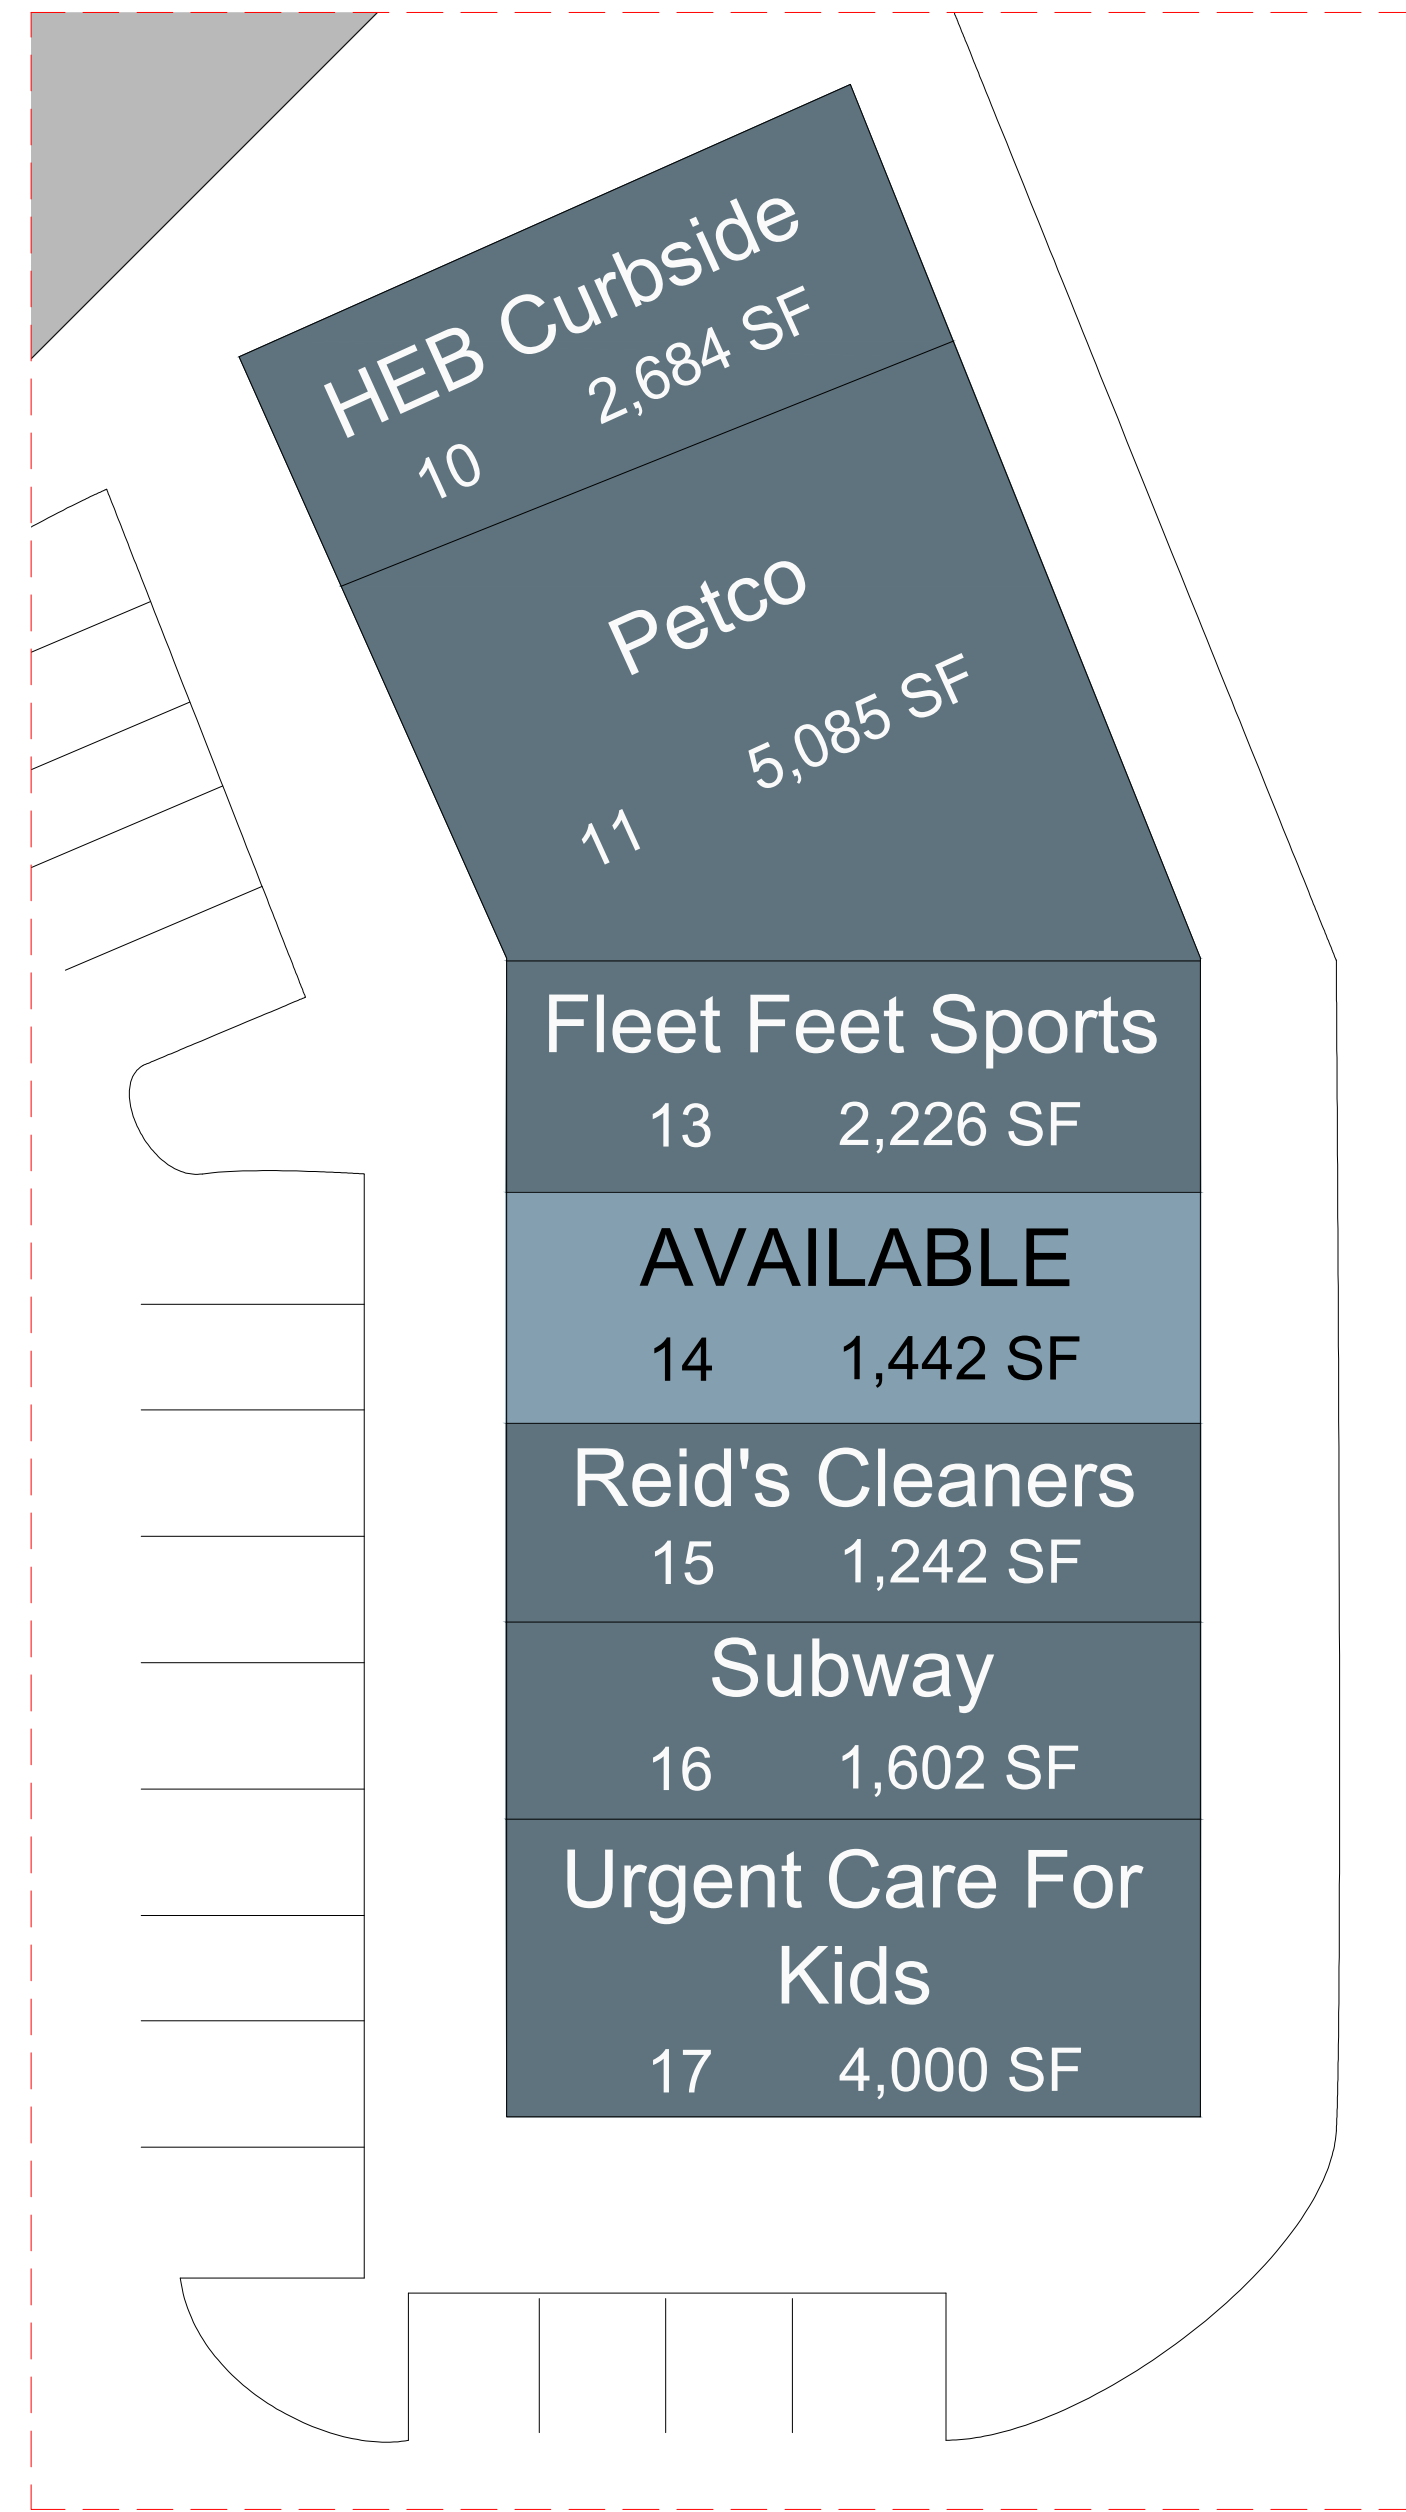 HEB Curbside
10 2,684 SF
Petco
11 5,085 SF
Fleet Feet Sports
13 2,226 SF
AVAILABLE
14 1,442 SF
Reid's Cleaners
15 1,242 SF
Subway
16 1,602 SF
Urgent Care For
Kids
17 4,000 SF